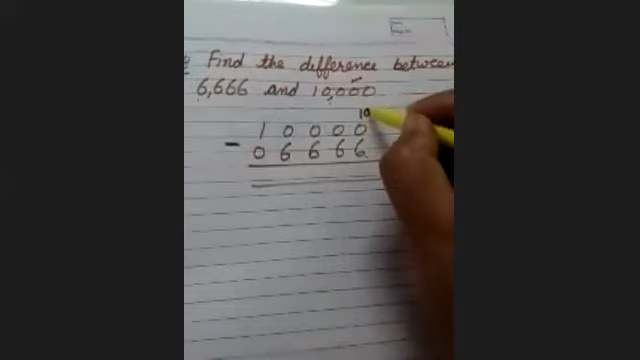 Find the difference between
6,666 and 10,000
10
1 0 0 0 0
- 0 6 6 6 6